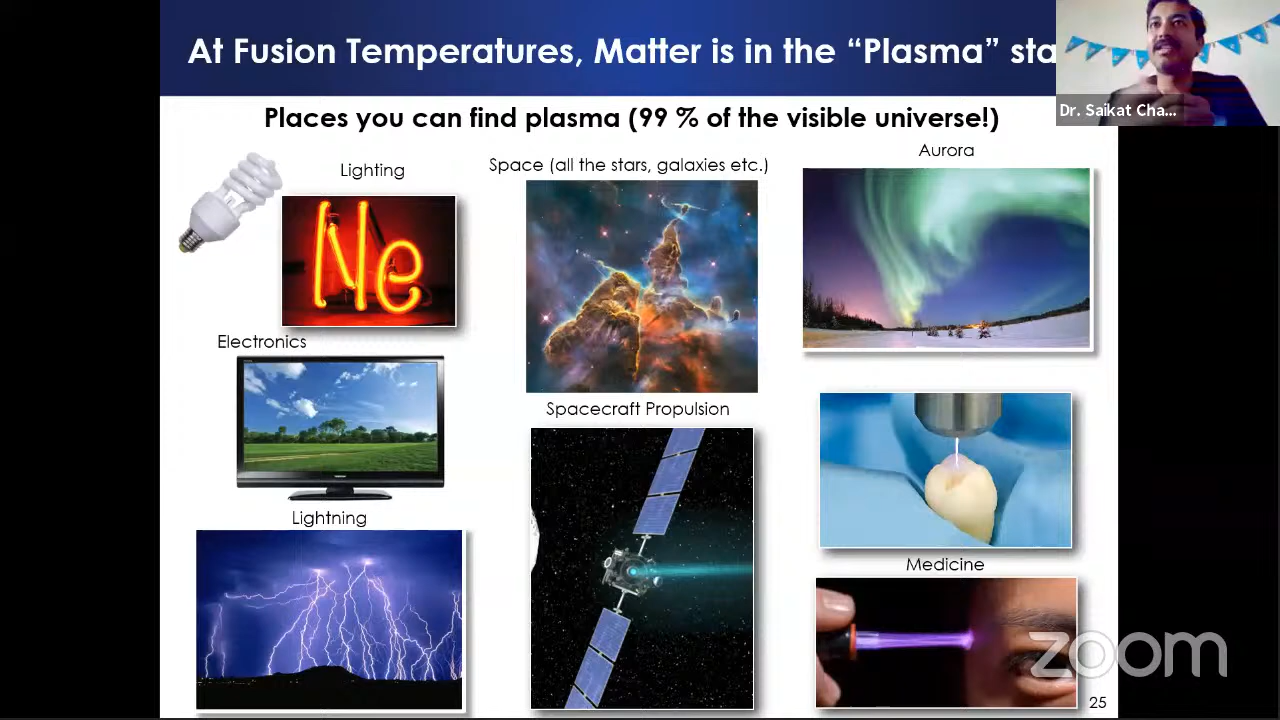 At Fusion Temperatures, Matter is in the “Plasma” sta
Dr. Saikat Cha...
Places you can find plasma (99 % of the visible universe!)
Lighting
Space (all the stars, galaxies etc.)
Aurora
Ne
Electronics
Spacecraft Propulsion
Lightning
Medicine
zoom
25